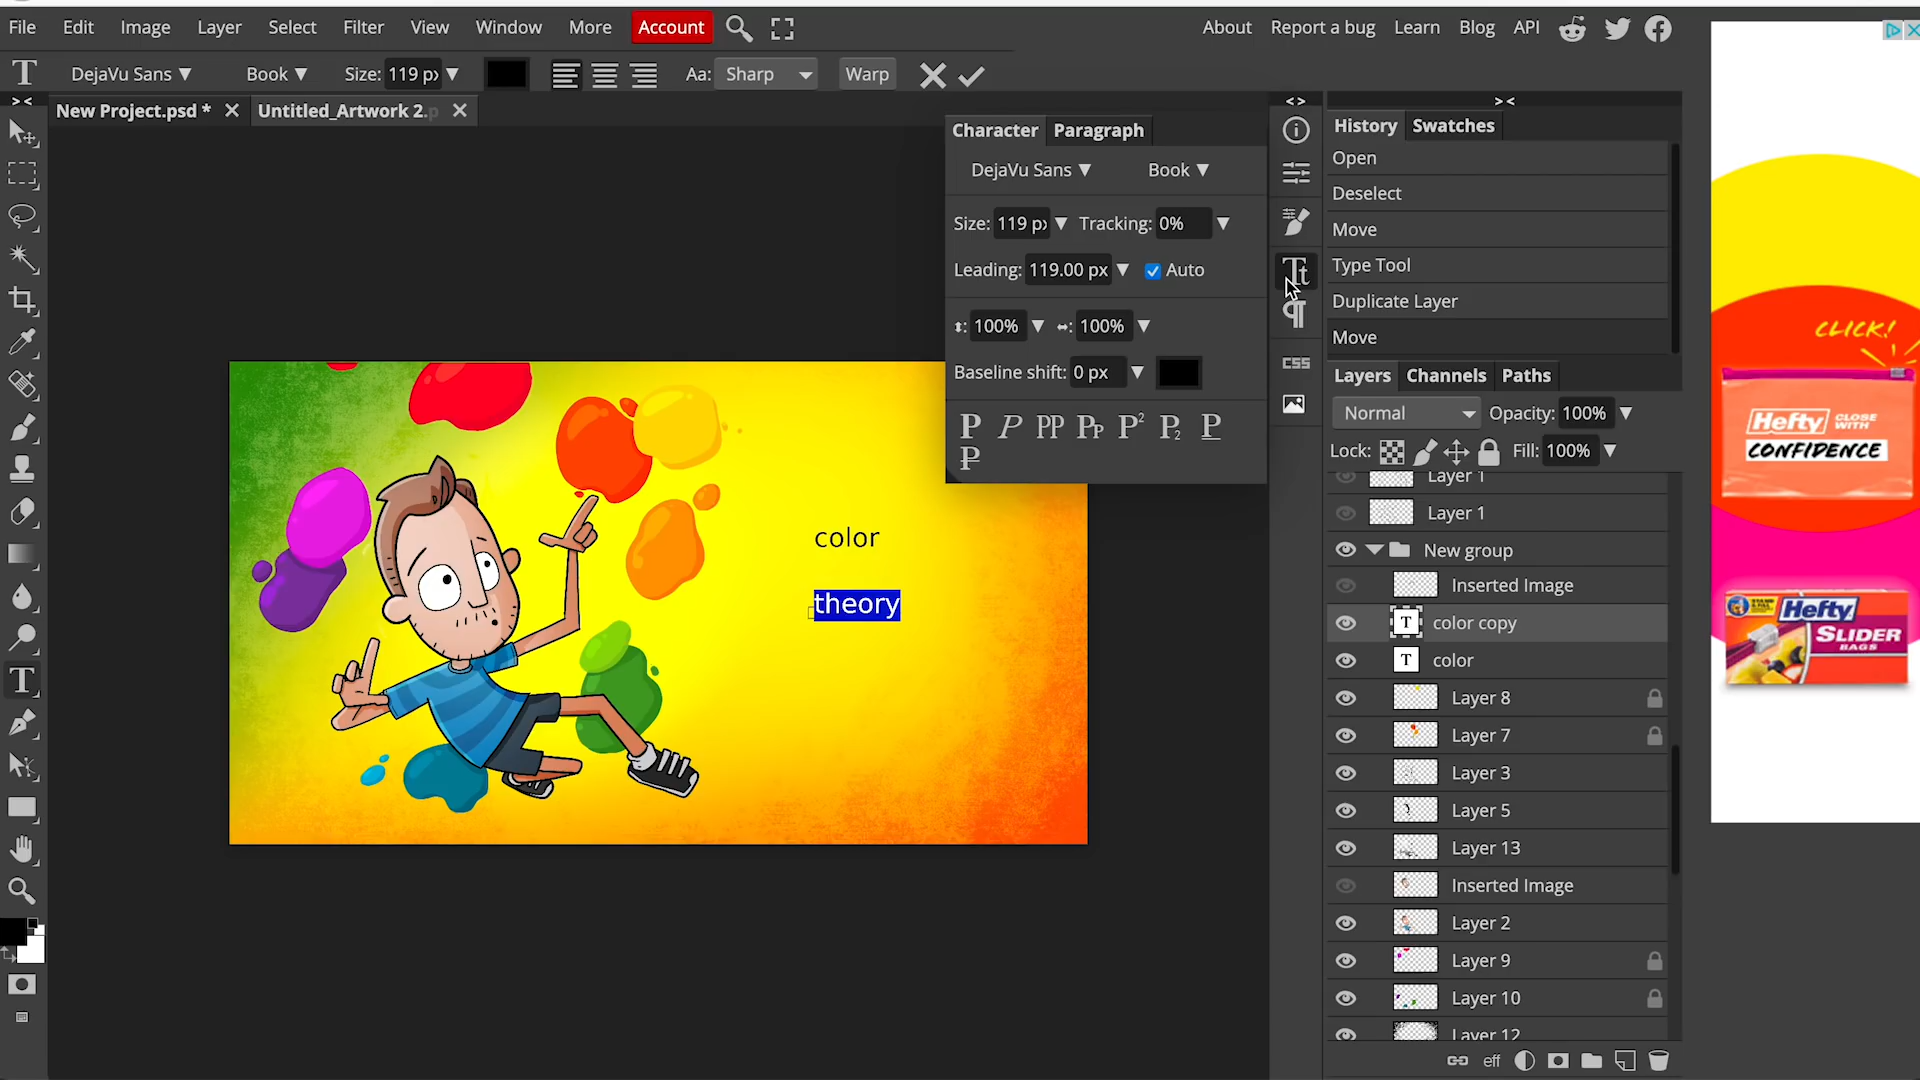 File Edit Image Layer Select Filter View Window More Account
About Report a bug Learn Blog API
T DejaVu Sans ▼ Book ▼ Size: 119 px ▼ Aa: Sharp Warp
New Project.psd * Untitled_Artwork 2.p
Character Paragraph
DejaVu Sans ▼ Book ▼
Size: 119 px ▼ Tracking: 0% ▼
Leading: 119.00 px ▼ Auto
100% ▼ 100% ▼
Baseline shift: 0 px ▼
P P PP Pp P² P₂ P
P
color
theory
Tt
¶
CSS
History Swatches
Open
Deselect
Move
Type Tool
Duplicate Layer
Move
Layers Channels Paths
Normal Opacity: 100% ▼
Lock: Fill: 100% ▼
Layer 1
Layer 1
New group
Inserted Image
T color copy
T color
Layer 8
Layer 7
Layer 3
Layer 5
Layer 13
Inserted Image
Layer 2
Layer 9
Layer 10
Layer 12
eff
CLICK!
Hefty CLOSE WITH
CONFIDENCE
Hefty
SLIDER
BAGS